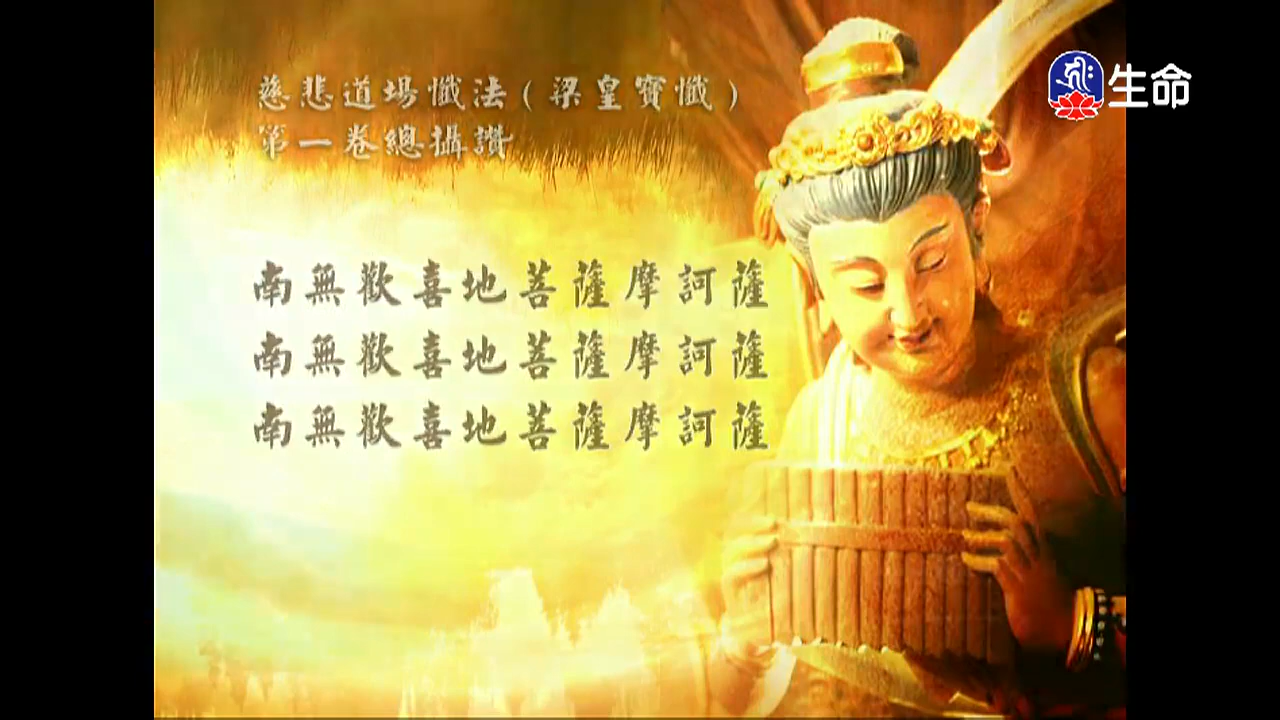 慈悲道場懺法(梁皇寶懺)
第一卷總攝讚
生命
南無歡喜地菩薩摩訶薩
南無歡喜地菩薩摩訶薩
南無歡喜地菩薩摩訶薩